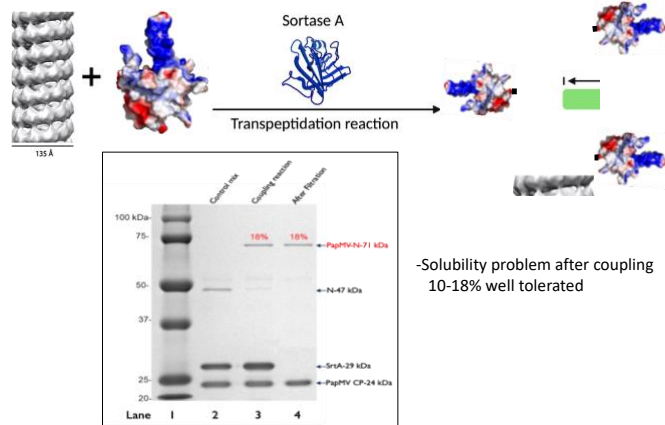 Sortase A
+
Transpeptidation reaction
135 Å
Control mix
Coupling reaction
After filtration
100 kDa-
75-
18%
18%
PapMV-N-71 kDa
50-
N-47 kDa
37-
SrtA-29 kDa
25-
PapMV CP-24 kDa
20-
Lane 1 2 3 4
-Solubility problem after coupling
10-18% well tolerated